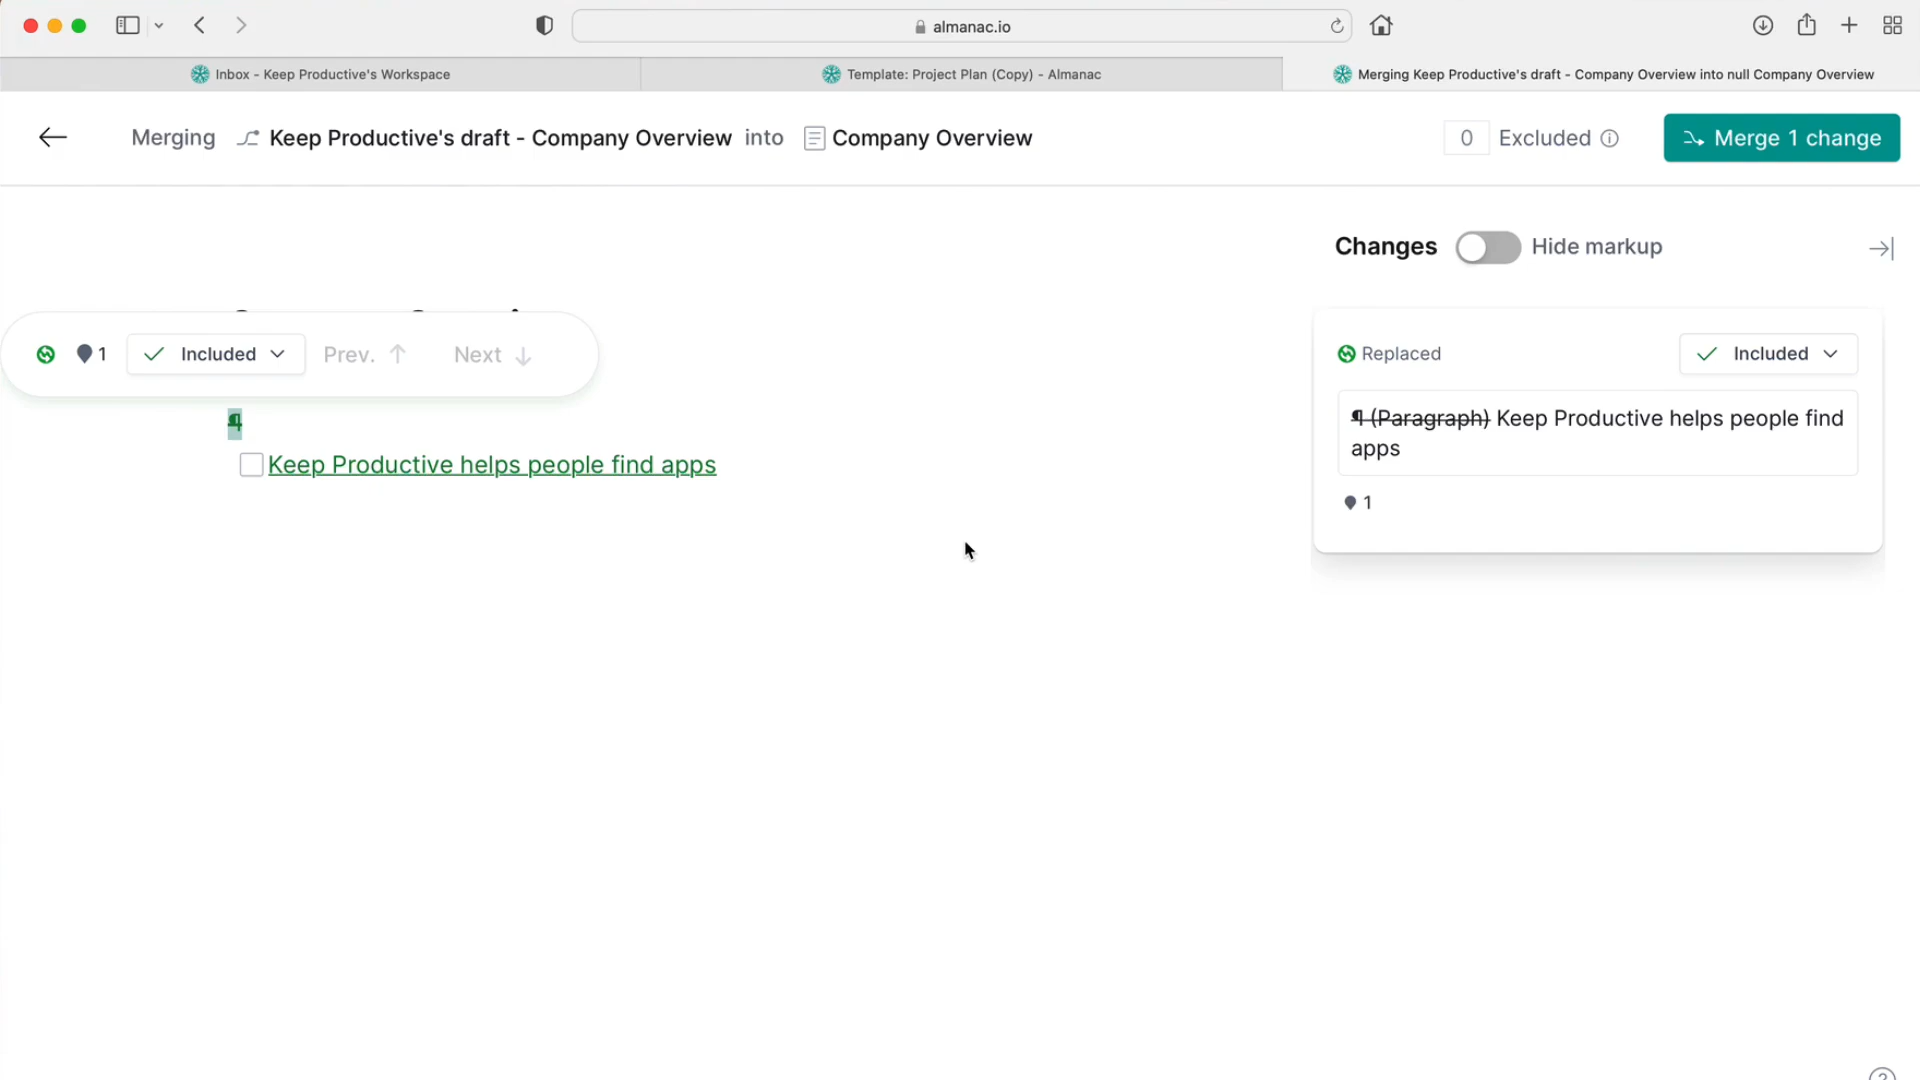 almanac.io
Inbox - Keep Productive's Workspace
Template: Project Plan (Copy) - Almanac
Merging Keep Productive's draft - Company Overview into null Company Overview
Merging Keep Productive's draft - Company Overview into Company Overview
0 Excluded
Merge 1 change
Changes Hide markup
1 Included Prev. Next
¶
Keep Productive helps people find apps
Replaced Included
¶ (Paragraph) Keep Productive helps people find
apps
1